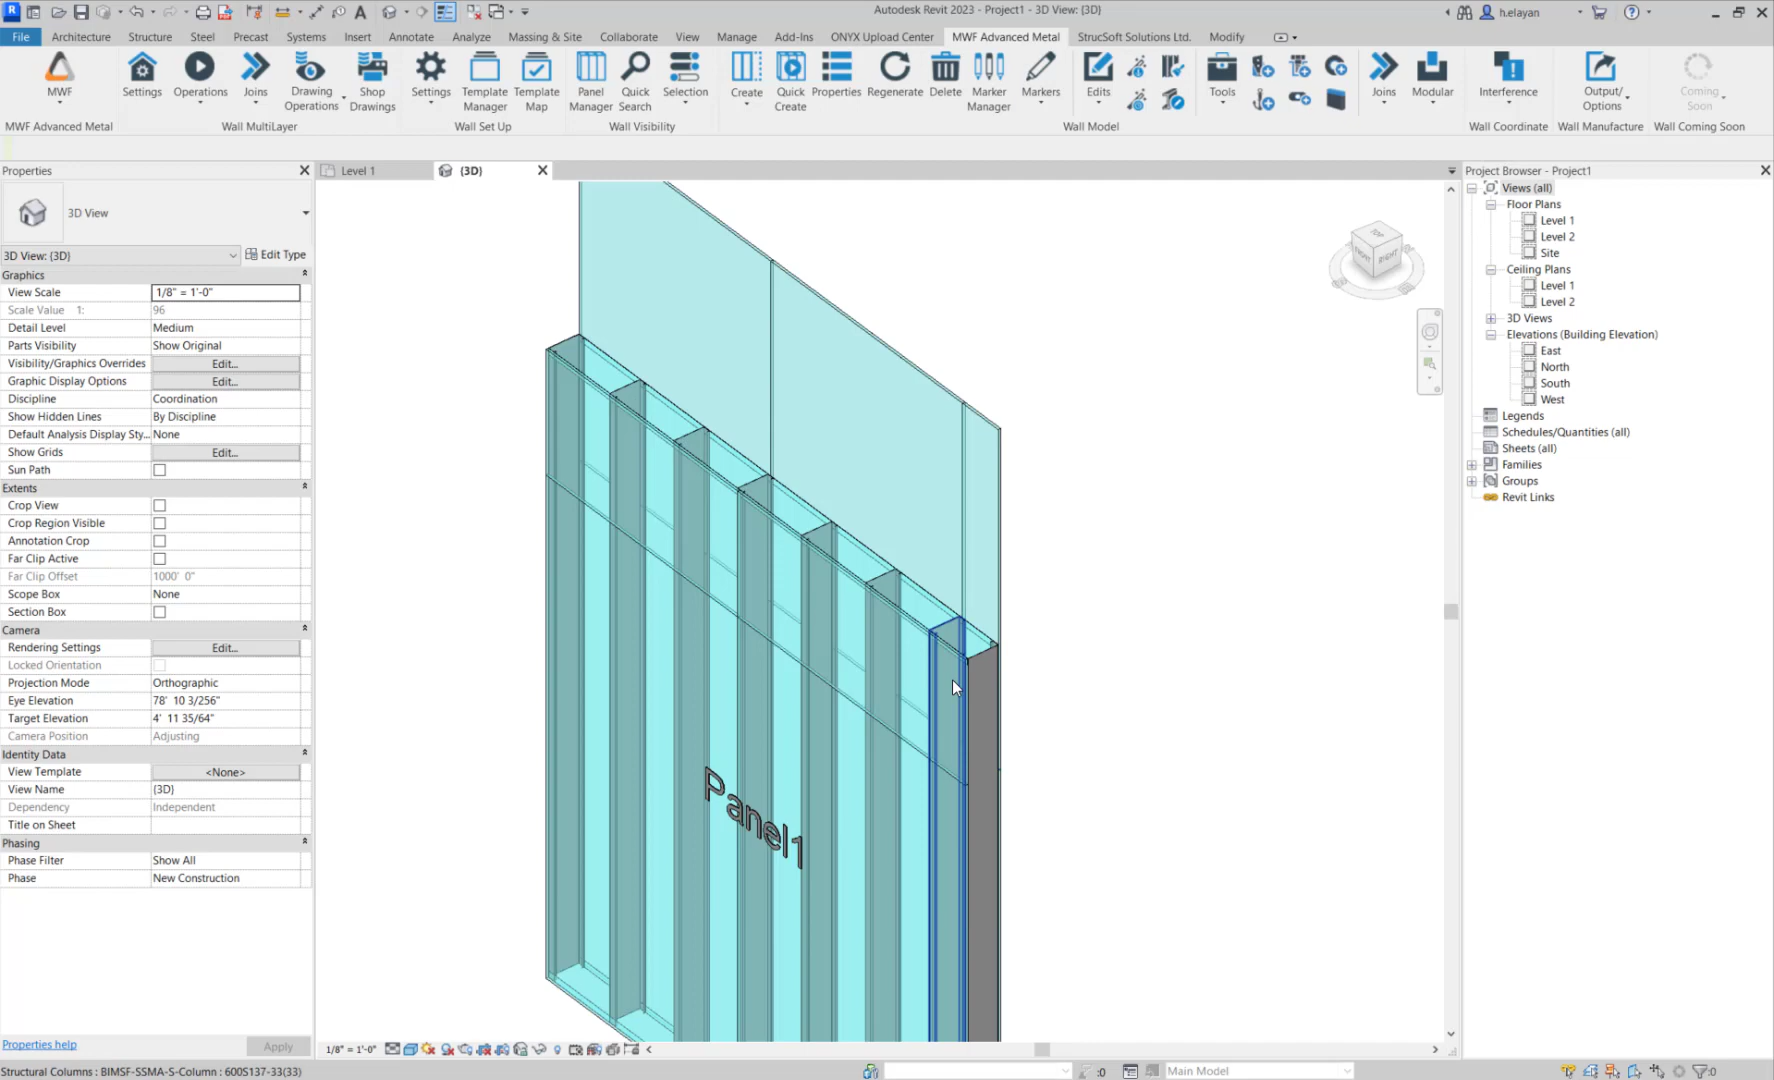 Autodesk Revit 2023 - Project1 - 3D View: {3D}
h.elayan
File Architecture Structure Steel Precast Systems Insert Annotate Analyze Massing & Site Collaborate View Manage Add-Ins ONYX Upload Center MWF Advanced Metal StrucSoft Solutions Ltd. Modify
MWF Settings Operations Joins Drawing Operations Shop Drawings Settings Template Manager Template Map Panel Manager Quick Search Selection Create Quick Create Properties Regenerate Delete Marker Manager Markers Edits Tools Joins Modular Interference Output/ Options Coming Soon
MWF Advanced Metal Wall MultiLayer Wall Set Up Wall Visibility Wall Model Wall Coordinate Wall Manufacture Wall Coming Soon
Properties
3D View
3D View: {3D} Edit Type
Graphics
View Scale 1/8" = 1'-0"
Scale Value 1: 96
Detail Level Medium
Parts Visibility Show Original
Visibility/Graphics Overrides Edit...
Graphic Display Options Edit...
Discipline Coordination
Show Hidden Lines By Discipline
Default Analysis Display Sty... None
Show Grids Edit...
Sun Path
Extents
Crop View
Crop Region Visible
Annotation Crop
Far Clip Active
Far Clip Offset 1000' 0"
Scope Box None
Section Box
Camera
Rendering Settings Edit...
Locked Orientation
Projection Mode Orthographic
Eye Elevation 78' 10 3/256"
Target Elevation 4' 11 35/64"
Camera Position Adjusting
Identity Data
View Template <None>
View Name {3D}
Dependency Independent
Title on Sheet
Phasing
Phase Filter Show All
Phase New Construction
Properties help Apply
Level 1 {3D}
TOP
FRONT RIGHT
Panel1
1/8" = 1'-0"
Project Browser - Project1
Views (all)
Floor Plans
Level 1
Level 2
Site
Ceiling Plans
Level 1
Level 2
3D Views
Elevations (Building Elevation)
East
North
South
West
Legends
Schedules/Quantities (all)
Sheets (all)
Families
Groups
Revit Links
Structural Columns : BIMSF-SSMA-S-Column : 600S137-33(33) :0 Main Model :0